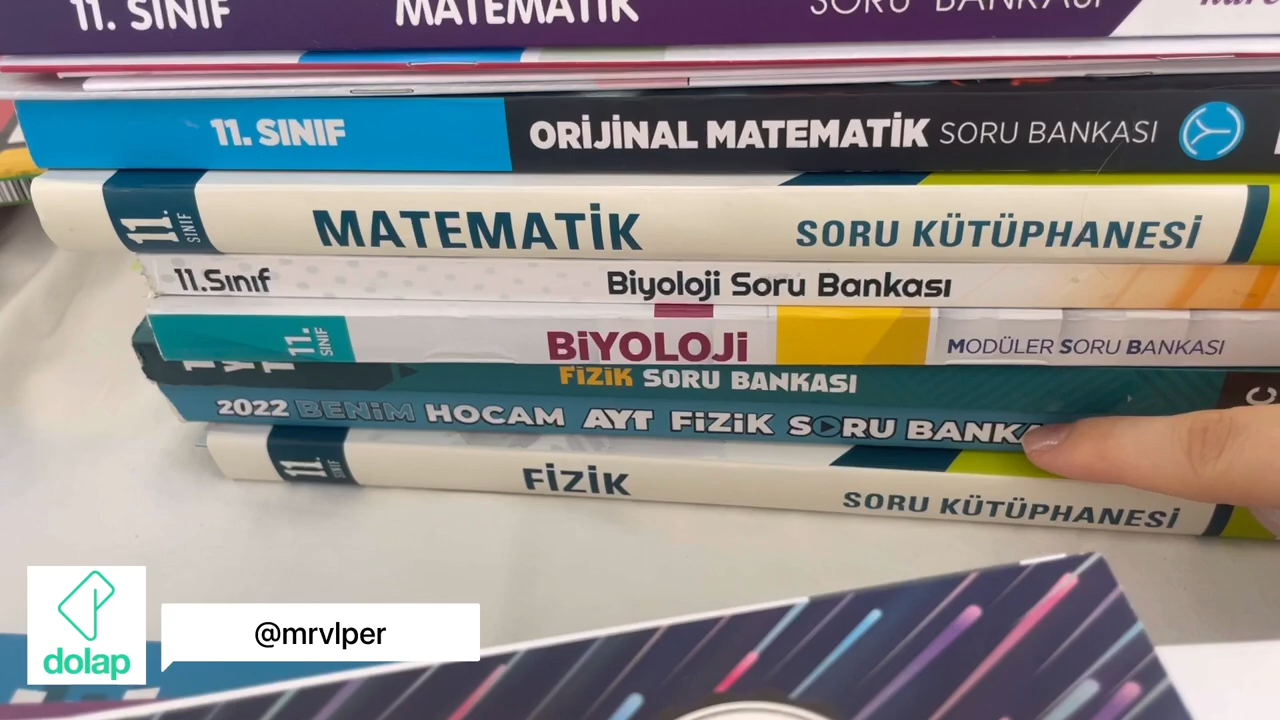 11. SINIF MATEMATİK SORU BANKASI
11. SINIF ORİJİNAL MATEMATİK SORU BANKASI
11. SINIF MATEMATİK SORU KÜTÜPHANESİ
11.Sınıf Biyoloji Soru Bankası
11. SINIF BİYOLOJİ MODÜLER SORU BANKASI
FİZİK SORU BANKASI
2022 BENİM HOCAM AYT FİZİK SORU
11. SINIF FİZİK SORU KÜTÜPHANESİ
dolap
@mrvlper